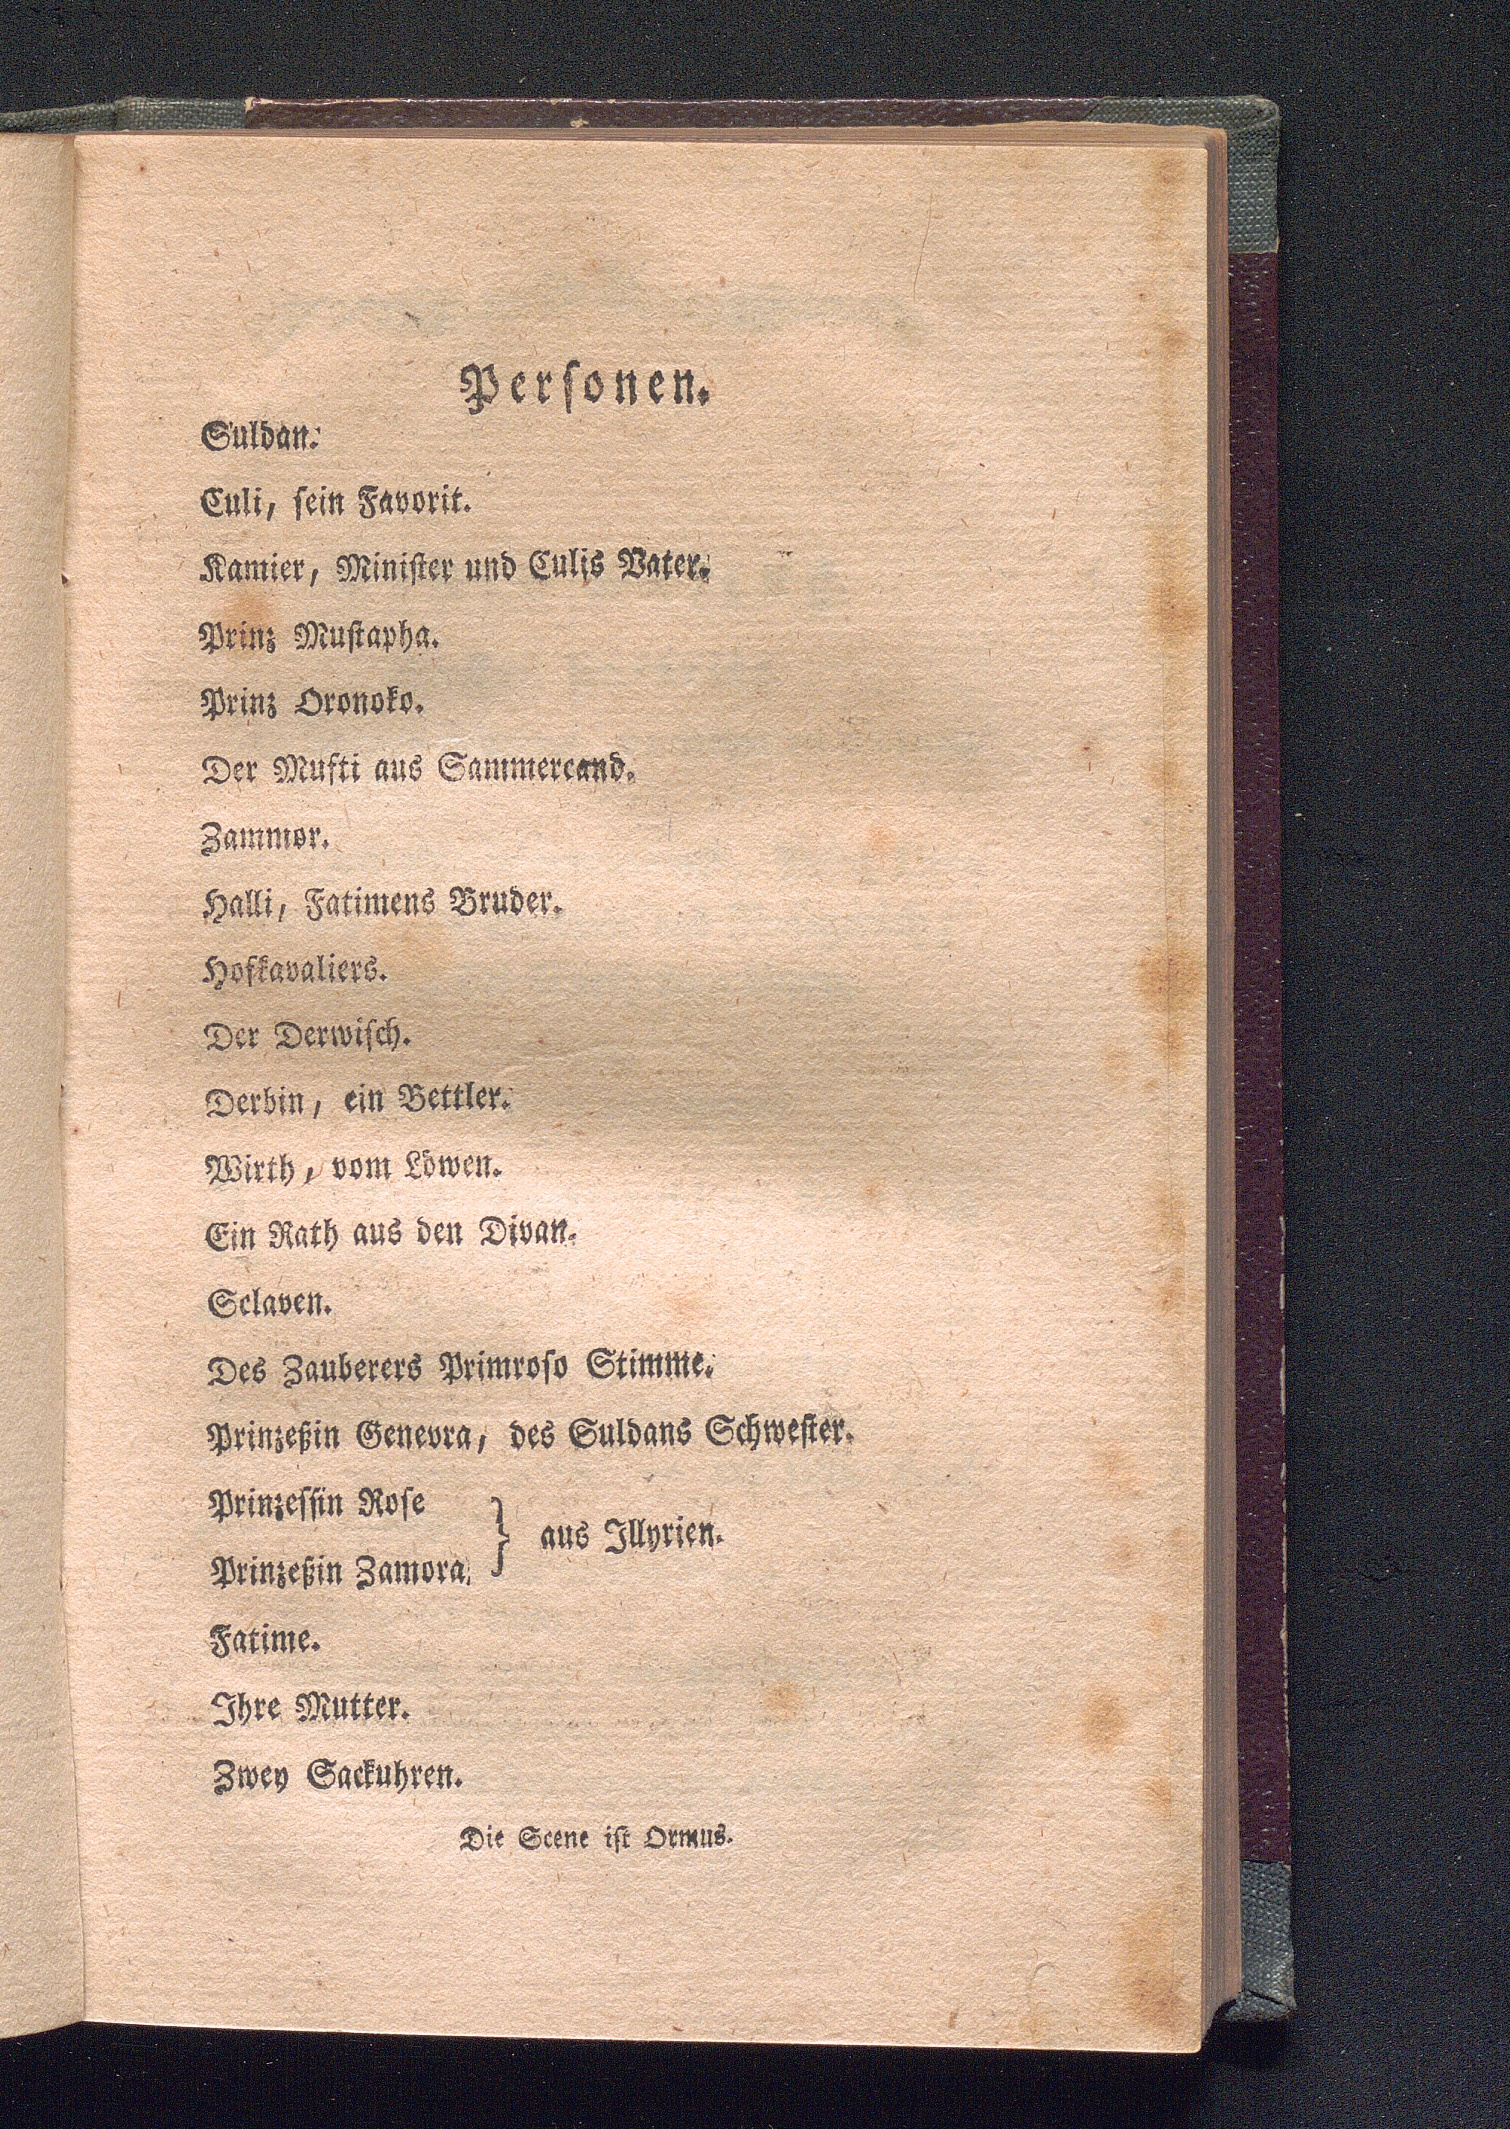 Personen.
Suldan.
Culi, sein Favorit.
Kamier, Minister und Culis Vater.
Prinz Mustapha.
Prinz Oronoko.
Der Mufti aus Sammercand.
Zammor.
Halli, Fatimens Bruder.
Hofkavaliers.
Der Derwisch.
Derbin, ein Bettler.
Wirth, vom Löwen.
Ein Rath aus den Divan.
Sclaven.
Des Zauberers Primroso Stimme.
Prinzeßin Genevra, des Suldans Schwester.
Prinzessin Rose
} aus Illyrien.
Prinzeßin Zamora
Fatime.
Ihre Mutter.
Zwey Sackuhren.
Die Scene ist Ormus.